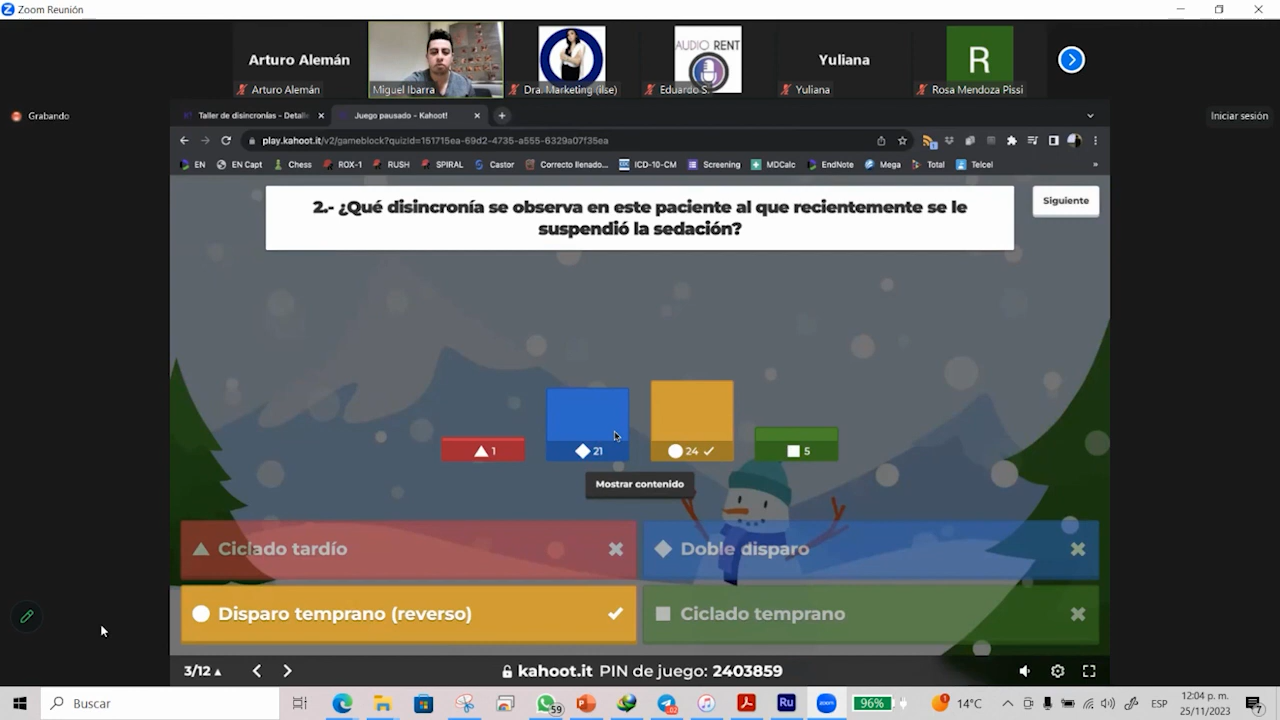 Zoom Reunión
Arturo Alemán
Arturo Alemán
Miguel Ibarra
Dra. Marketing (ilse)
AUDIO RENT
Eduardo S.
Yuliana
Yuliana
R
Rosa Mendoza Pissi
Grabando
Iniciar sesión
Taller de disincronías - Detalle
Juego pausado - Kahoot!
play.kahoot.it/v2/gameblock?quizId=151715ea-69d2-4735-a555-6329a07f35ea
EN
EN Capt
Chess
ROX-1
RUSH
SPIRAL
Castor
Correcto llenado...
ICD-10-CM
Screening
MDCalc
EndNote
Mega
Total
Telcel
»
2.- ¿Qué disincronía se observa en este paciente al que recientemente se le
suspendió la sedación?
Siguiente
1
21
24
5
Mostrar contenido
Ciclado tardío
Doble disparo
Disparo temprano (reverso)
Ciclado temprano
3/12
kahoot.it PIN de juego: 2403859
Buscar
59
Ru
zoom
96%
14°C
ESP
12:04 p. m.
25/11/2023
7